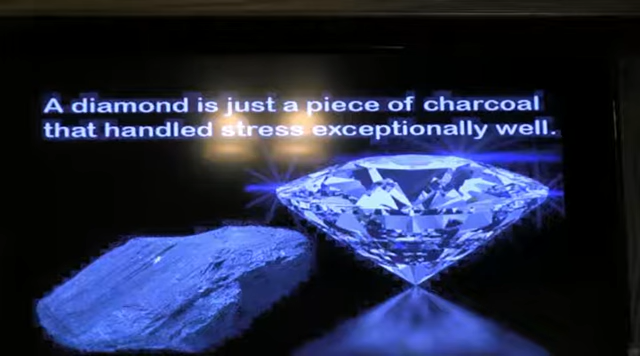 A diamond is just a piece of charcoal
that handled stress exceptionally well.